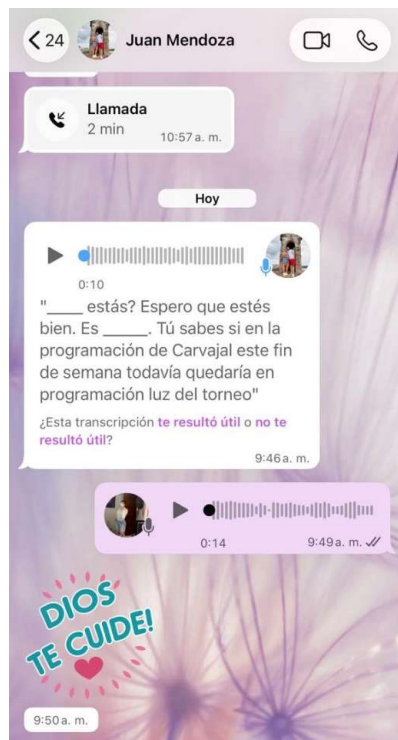 24 Juan Mendoza
Llamada
2 min
10:57 a. m.
Hoy
0:10
"____ estás? Espero que estés
bien. Es _____. Tú sabes si en la
programación de Carvajal este fin
de semana todavía quedaría en
programación luz del torneo"
¿Esta transcripción te resultó útil o no te
resultó útil?
9:46 a. m.
0:14 9:49 a. m.
DIOS
TE CUIDE!
9:50 a. m.